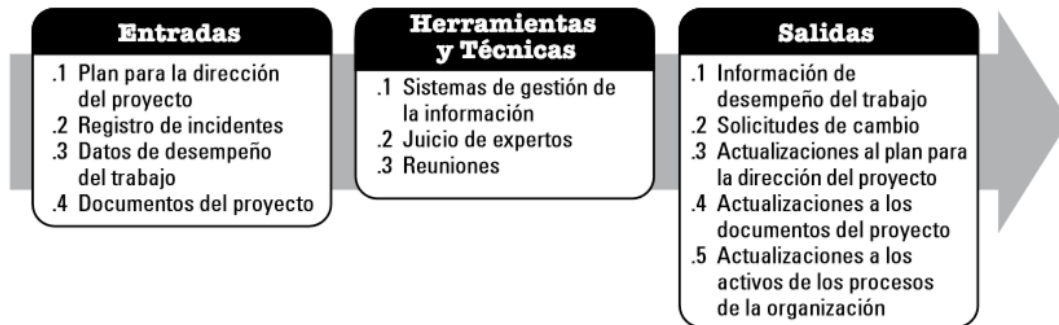 Entradas
.1 Plan para la dirección
del proyecto
.2 Registro de incidentes
.3 Datos de desempeño
del trabajo
.4 Documentos del proyecto
Herramientas
y Técnicas
.1 Sistemas de gestión de
la información
.2 Juicio de expertos
.3 Reuniones
Salidas
.1 Información de
desempeño del trabajo
.2 Solicitudes de cambio
.3 Actualizaciones al plan para
la dirección del proyecto
.4 Actualizaciones a los
documentos del proyecto
.5 Actualizaciones a los
activos de los procesos
de la organización